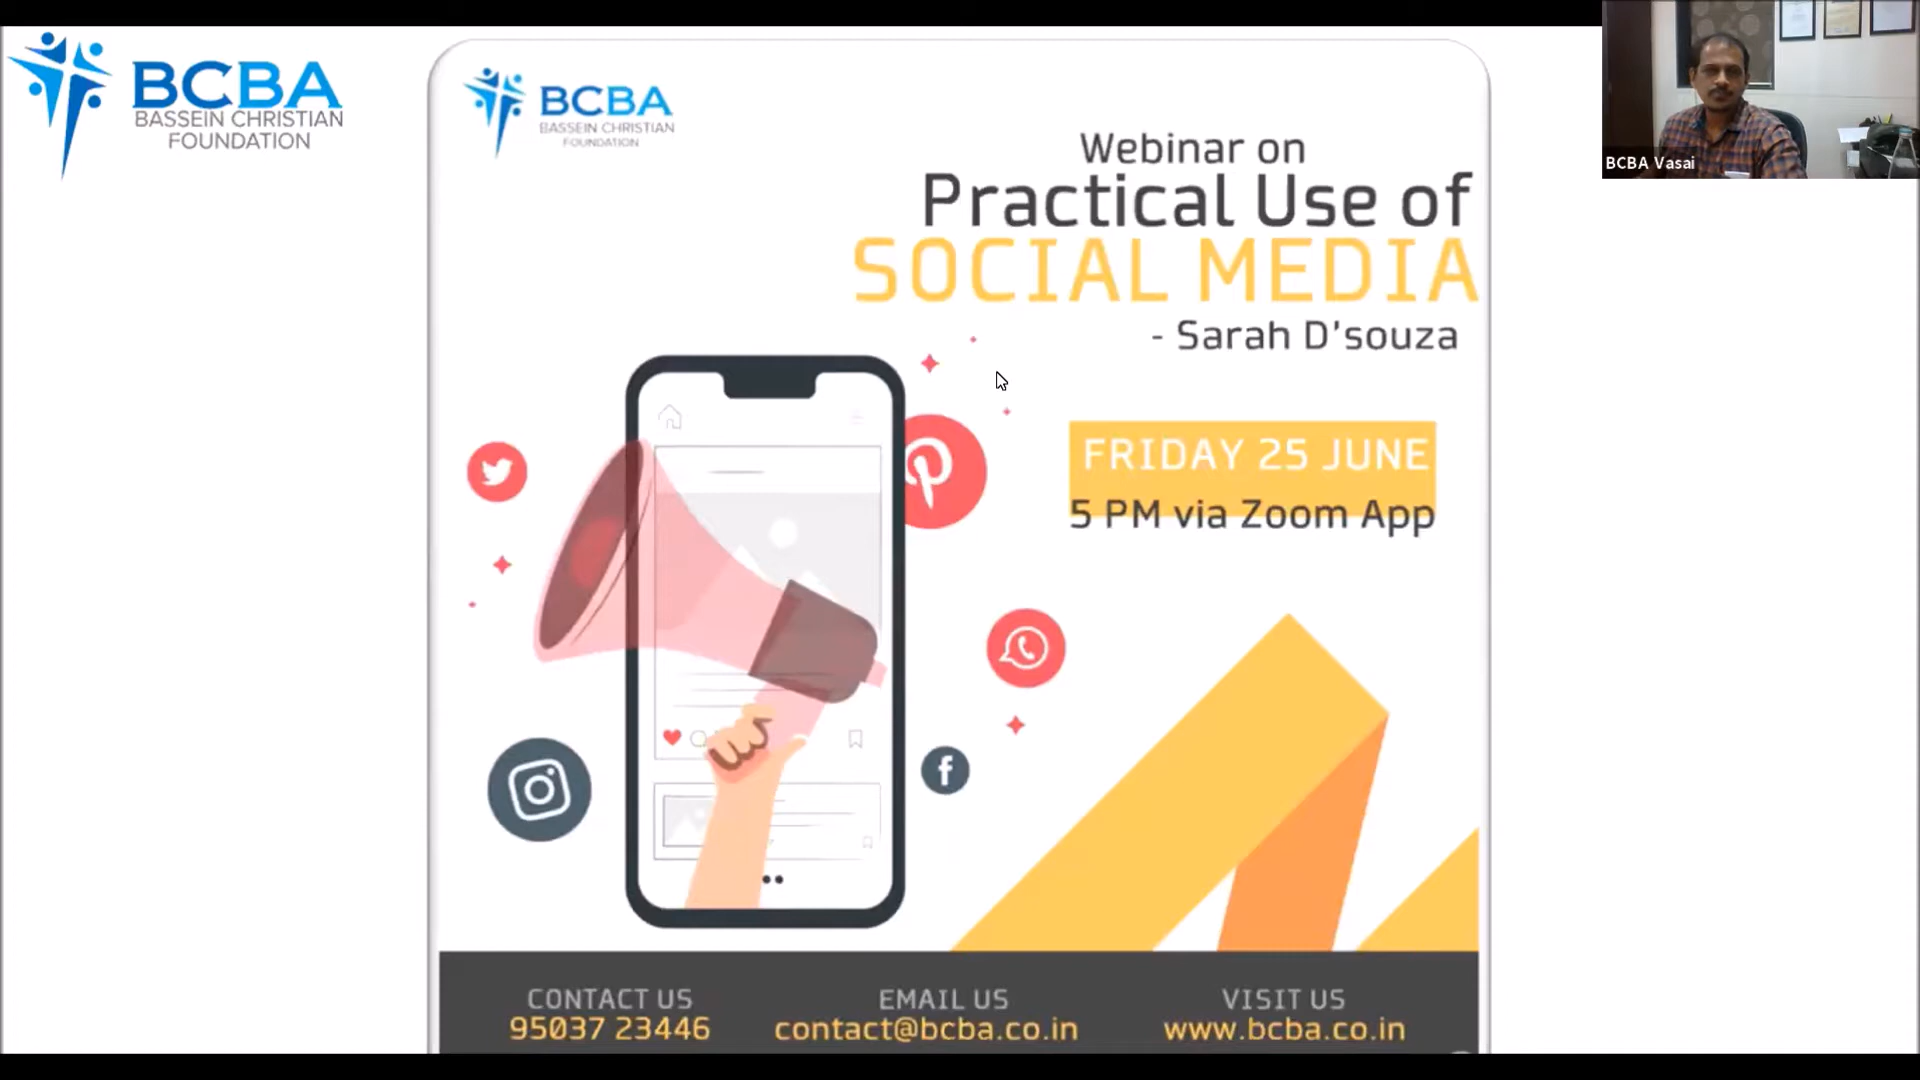 BCBA
BASSEIN CHRISTIAN
FOUNDATION
BCBA
BASSEIN CHRISTIAN
FOUNDATION
Webinar on
Practical Use of
SOCIAL MEDIA
- Sarah D'souza
FRIDAY 25 JUNE
5 PM via Zoom App
CONTACT US
95037 23446
EMAIL US
contact@bcba.co.in
VISIT US
www.bcba.co.in
BCBA Vasai